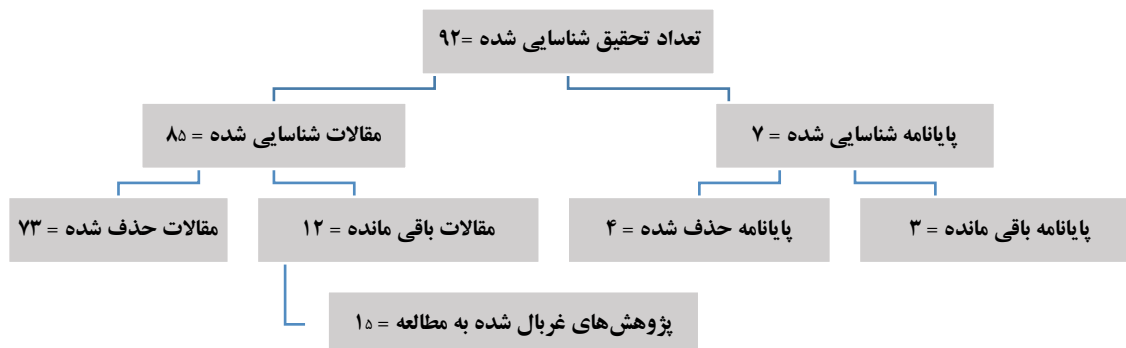 تعداد تحقیق شناسایی شده =۹۲
پایانامه شناسایی شده = ۷
مقالات شناسایی شده = ۸۵
پایانامه باقی مانده = ۳
پایانامه حذف شده = ۴
مقالات باقی مانده = ۱۲
مقالات حذف شده = ۷۳
پژوهش‌های غربال شده به مطالعه = ۱۵